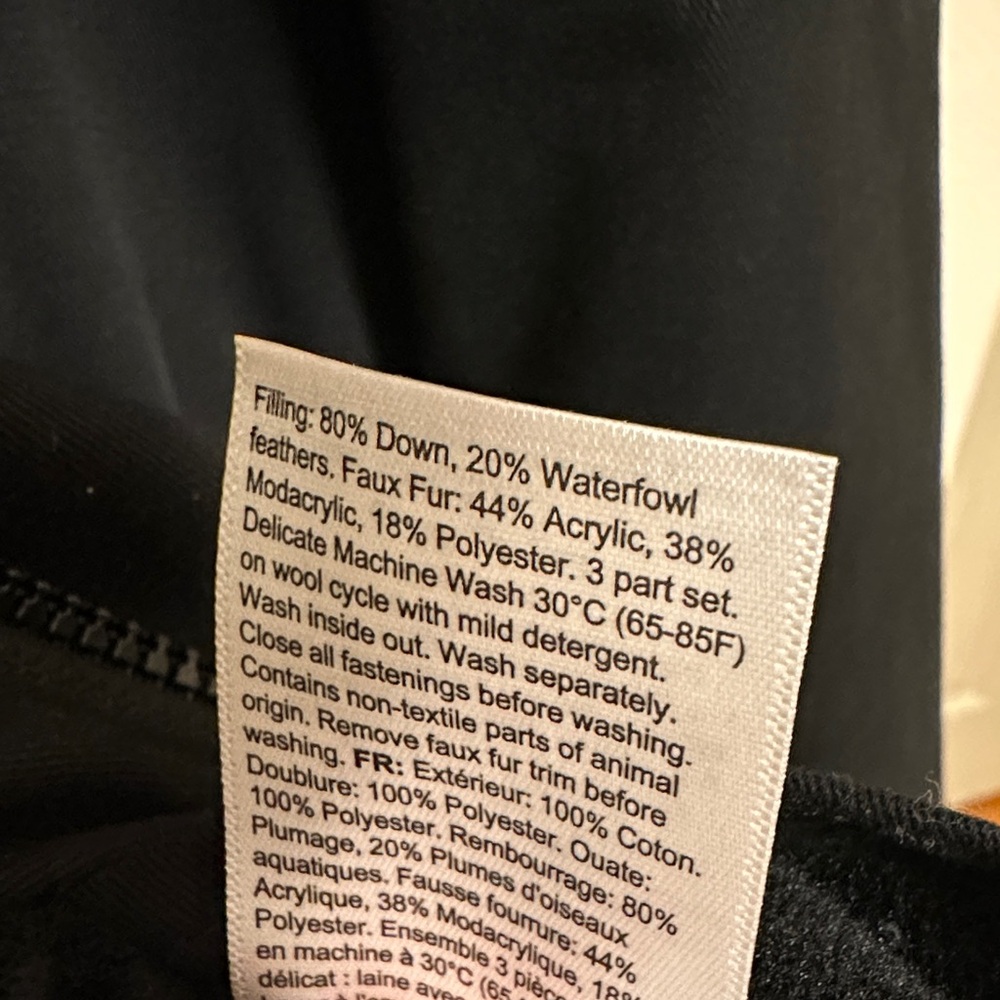 Filling: 80% Down, 20% Waterfowl
feathers. Faux Fur: 44% Acrylic, 38%
Modacrylic, 18% Polyester. 3 part set.
Delicate Machine Wash 30°C (65-85F)
on wool cycle with mild detergent.
Wash inside out. Wash separately.
Close all fastenings before washing.
Contains non-textile parts of animal
origin. Remove faux fur trim before
washing. FR: Extérieur: 100% Coton.
Doublure: 100% Polyester. Ouate:
100% Polyester. Rembourrage: 80%
Plumage, 20% Plumes d'oiseaux
aquatiques. Fausse fourrure: 44%
Acrylique, 38% Modacrylique, 18%
Polyester. Ensemble 3 pièc
en machine à 30°C (65
délicat : laine avec